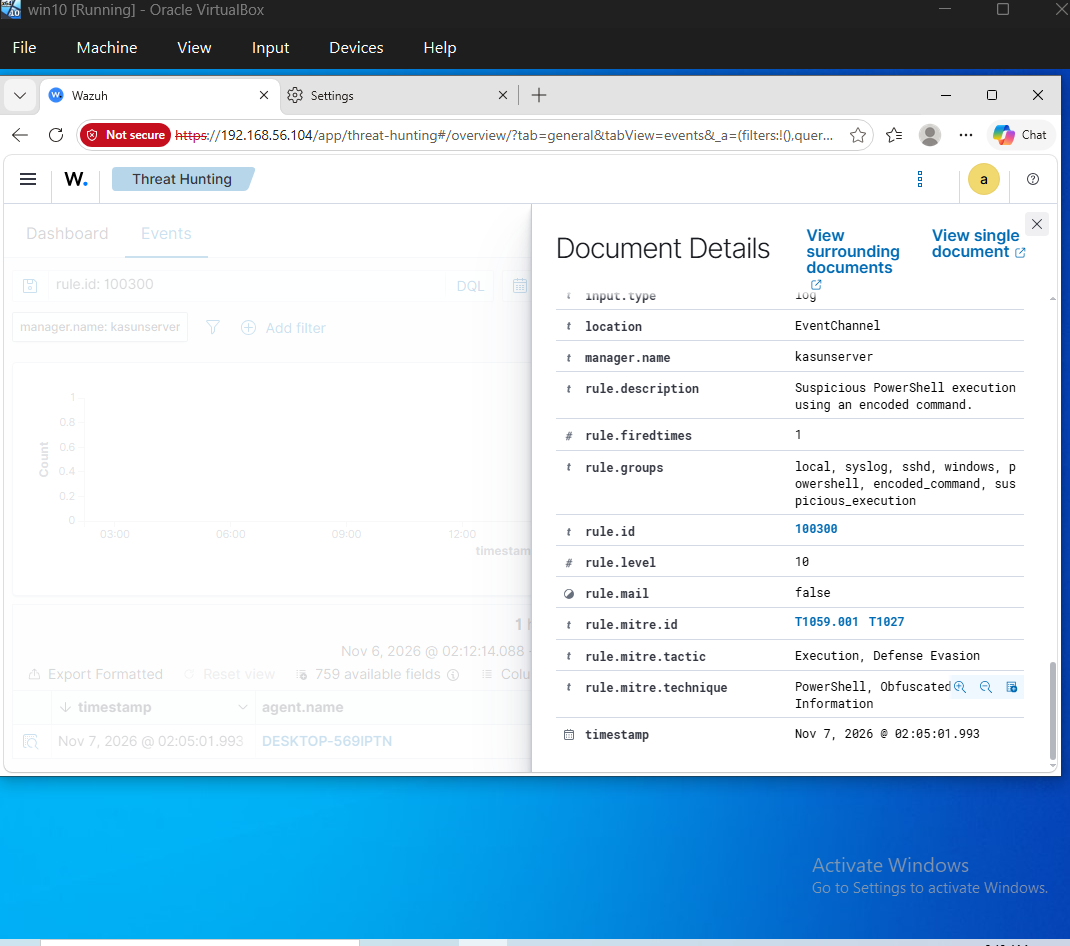 win10 [Running] - Oracle VirtualBox
File Machine View Input Devices Help
Wazuh
Settings
Not secure https://192.168.56.104/app/threat-hunting#/overview/?tab=general&tabView=events&_a=(filters:!(),quer...
Chat
W. Threat Hunting
a
Dashboard Events
rule.id: 100300
DQL
manager.name: kasunserver
Add filter
1
0.8
0.6
0.4
0.2
0
Count
03:00 06:00 09:00 12:00
timestam
1 h
Nov 6, 2026 @ 02:12:14.088 -
Export Formatted Reset view 759 available fields Colu
timestamp agent.name
Nov 7, 2026 @ 02:05:01.993 DESKTOP-569IPTN
Document Details
View surrounding documents
View single document
t input.type log
t location EventChannel
t manager.name kasunserver
t rule.description Suspicious PowerShell execution
using an encoded command.
# rule.firedtimes 1
t rule.groups local, syslog, sshd, windows, p
owershell, encoded_command, sus
picious_execution
t rule.id 100300
# rule.level 10
rule.mail false
t rule.mitre.id T1059.001 T1027
t rule.mitre.tactic Execution, Defense Evasion
t rule.mitre.technique PowerShell, Obfuscated
Information
timestamp Nov 7, 2026 @ 02:05:01.993
Activate Windows
Go to Settings to activate Windows.